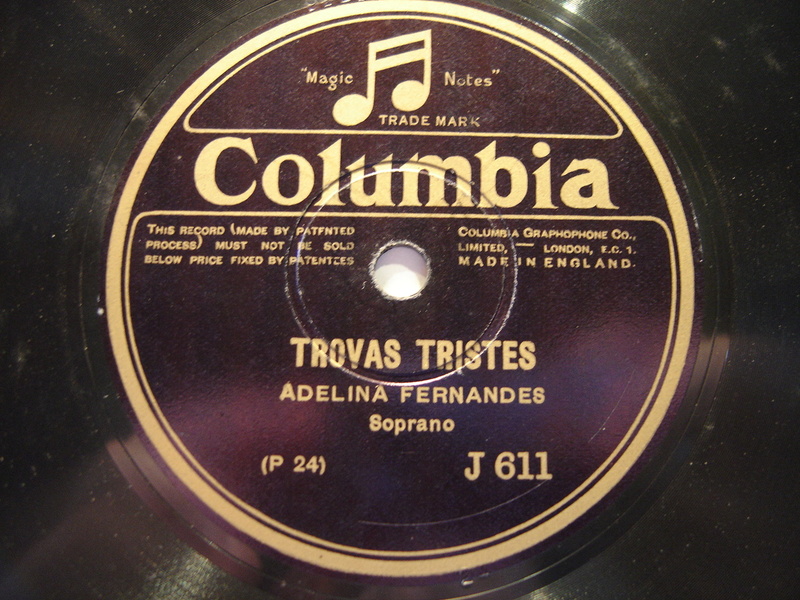 "Magic Notes"
TRADE MARK
Columbia
THIS RECORD (MADE BY PATENTED
PROCESS) MUST NOT BE SOLD
BELOW PRICE FIXED BY PATENTEES
COLUMBIA GRAPHOPHONE CO.,
LIMITED, — LONDON, E.C. 1.
MADE IN ENGLAND.
TROVAS TRISTES
ADELINA FERNANDES
Soprano
(P 24)
J 611